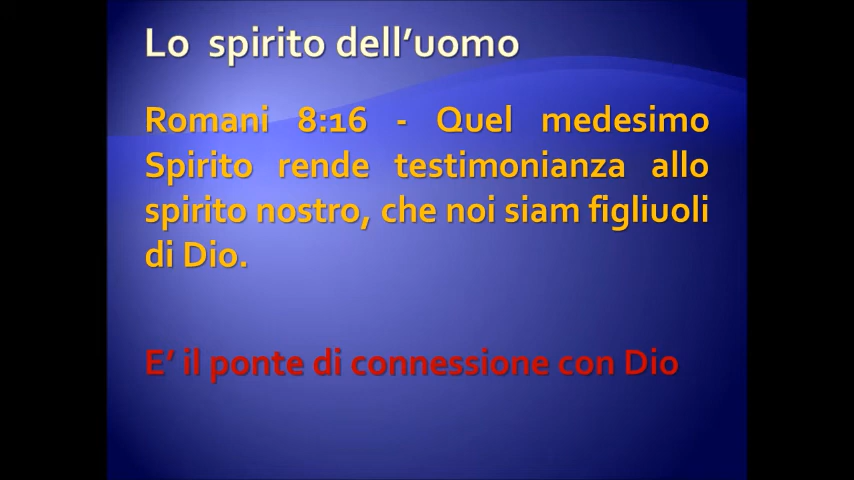 Lo spirito dell’uomo
Romani 8:16 - Quel medesimo
Spirito rende testimonianza allo
spirito nostro, che noi siam figliuoli
di Dio.
E’ il ponte di connessione con Dio